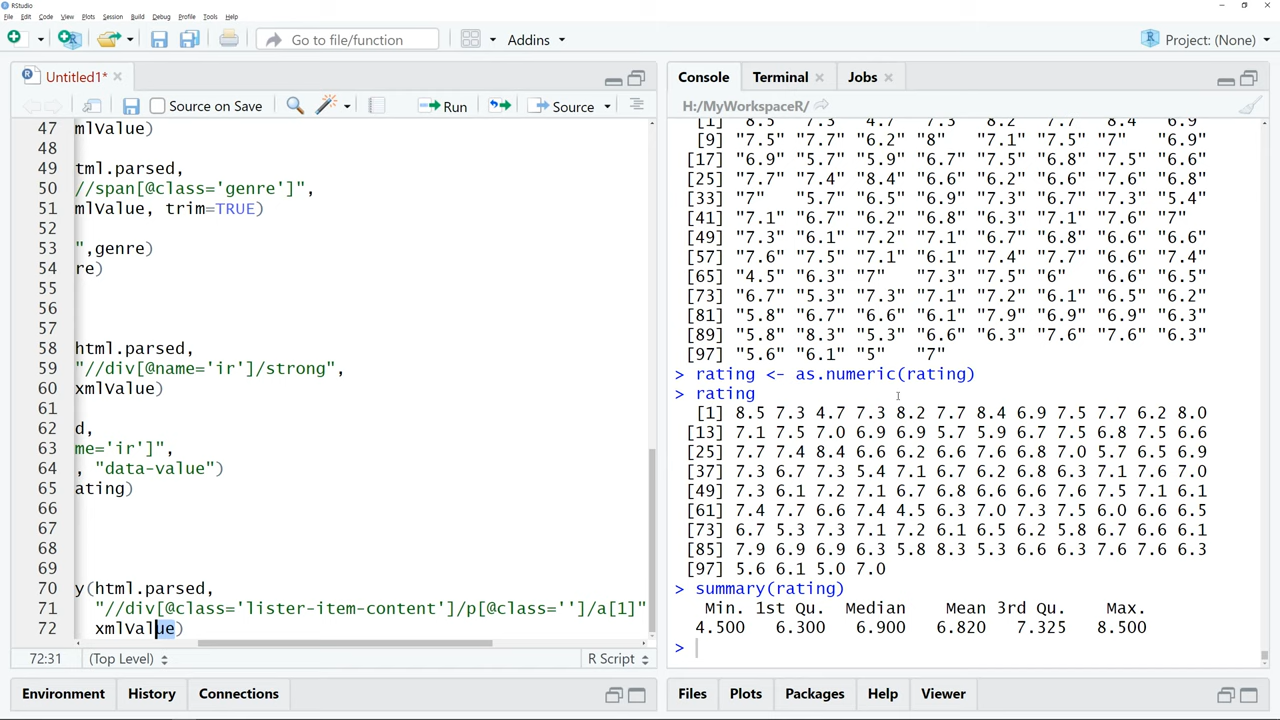 RStudio
File Edit Code View Plots Session Build Debug Profile Tools Help
Go to file/function Addins Project: (None)
Untitled1*
Source on Save Run Source
47 mlValue)
48
49 tml.parsed,
50 //span[@class='genre']",
51 mlValue, trim=TRUE)
52
53 ",genre)
54 re)
55
56
57
58 html.parsed,
59 "//div[@name='ir']/strong",
60 xmlValue)
61
62 d,
63 me='ir']",
64 , "data-value")
65 ating)
66
67
68
69
70 y(html.parsed,
71 "//div[@class='lister-item-content']/p[@class='']/a[1]"
72 xmlValue)
72:31 (Top Level) R Script
Environment History Connections
Console Terminal Jobs
H:/MyWorkspaceR/
[1] "8.5" "7.3" "4.7" "7.3" "8.2" "7.7" "8.4" "6.9"
[9] "7.5" "7.7" "6.2" "8" "7.1" "7.5" "7" "6.9"
[17] "6.9" "5.7" "5.9" "6.7" "7.5" "6.8" "7.5" "6.6"
[25] "7.7" "7.4" "8.4" "6.6" "6.2" "6.6" "7.6" "6.8"
[33] "7" "5.7" "6.5" "6.9" "7.3" "6.7" "7.3" "5.4"
[41] "7.1" "6.7" "6.2" "6.8" "6.3" "7.1" "7.6" "7"
[49] "7.3" "6.1" "7.2" "7.1" "6.7" "6.8" "6.6" "6.6"
[57] "7.6" "7.5" "7.1" "6.1" "7.4" "7.7" "6.6" "7.4"
[65] "4.5" "6.3" "7" "7.3" "7.5" "6" "6.6" "6.5"
[73] "6.7" "5.3" "7.3" "7.1" "7.2" "6.1" "6.5" "6.2"
[81] "5.8" "6.7" "6.6" "6.1" "7.9" "6.9" "6.9" "6.3"
[89] "5.8" "8.3" "5.3" "6.6" "6.3" "7.6" "7.6" "6.3"
[97] "5.6" "6.1" "5" "7"
> rating <- as.numeric(rating)
> rating
[1] 8.5 7.3 4.7 7.3 8.2 7.7 8.4 6.9 7.5 7.7 6.2 8.0
[13] 7.1 7.5 7.0 6.9 6.9 5.7 5.9 6.7 7.5 6.8 7.5 6.6
[25] 7.7 7.4 8.4 6.6 6.2 6.6 7.6 6.8 7.0 5.7 6.5 6.9
[37] 7.3 6.7 7.3 5.4 7.1 6.7 6.2 6.8 6.3 7.1 7.6 7.0
[49] 7.3 6.1 7.2 7.1 6.7 6.8 6.6 6.6 7.6 7.5 7.1 6.1
[61] 7.4 7.7 6.6 7.4 4.5 6.3 7.0 7.3 7.5 6.0 6.6 6.5
[73] 6.7 5.3 7.3 7.1 7.2 6.1 6.5 6.2 5.8 6.7 6.6 6.1
[85] 7.9 6.9 6.9 6.3 5.8 8.3 5.3 6.6 6.3 7.6 7.6 6.3
[97] 5.6 6.1 5.0 7.0
> summary(rating)
Min. 1st Qu. Median Mean 3rd Qu. Max.
4.500 6.300 6.900 6.820 7.325 8.500
>
Files Plots Packages Help Viewer